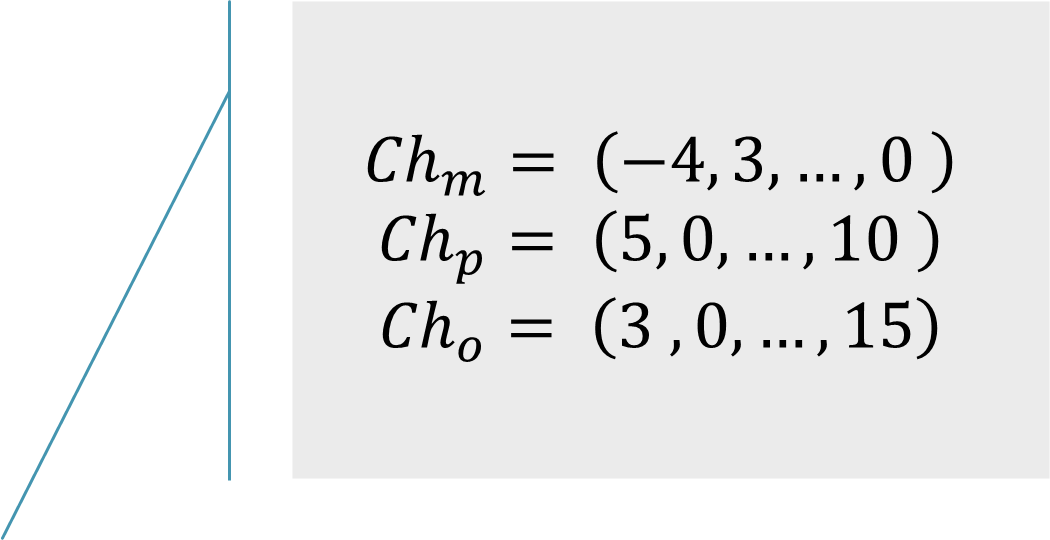 Ch_m = (−4, 3, … , 0 )
Ch_p = (5, 0, … , 10 )
Ch_o = (3 , 0, … , 15)